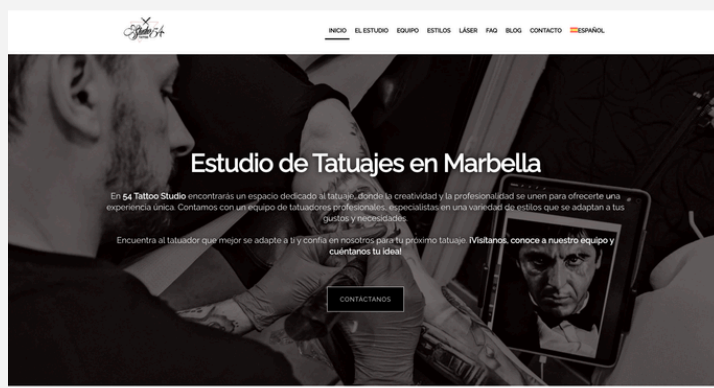 Studio 54
INICIO EL ESTUDIO EQUIPO ESTILOS LÁSER FAQ BLOG CONTACTO ESPAÑOL
Estudio de Tatuajes en Marbella
En 54 Tattoo Studio encontrarás un espacio dedicado al tatuaje, donde la creatividad y la profesionalidad se unen para ofrecerte una
experiencia única. Contamos con un equipo de tatuadores profesionales, especialistas en una variedad de estilos que se adaptan a tus
gustos y necesidades.
Encuentra al tatuador que mejor se adapte a ti y confía en nosotros para tu próximo tatuaje. ¡Visítanos, conoce a nuestro equipo y
cuéntanos tu idea!
CONTÁCTANOS